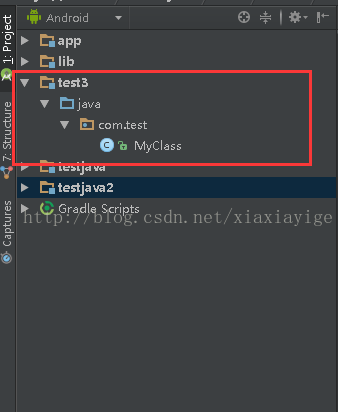 1: Project
7: Structure
Captures
Android
app
lib
test3
java
com.test
MyClass
testjava
testjava2
Gradle Scripts
http://blog.csdn.net/xiaxiayige